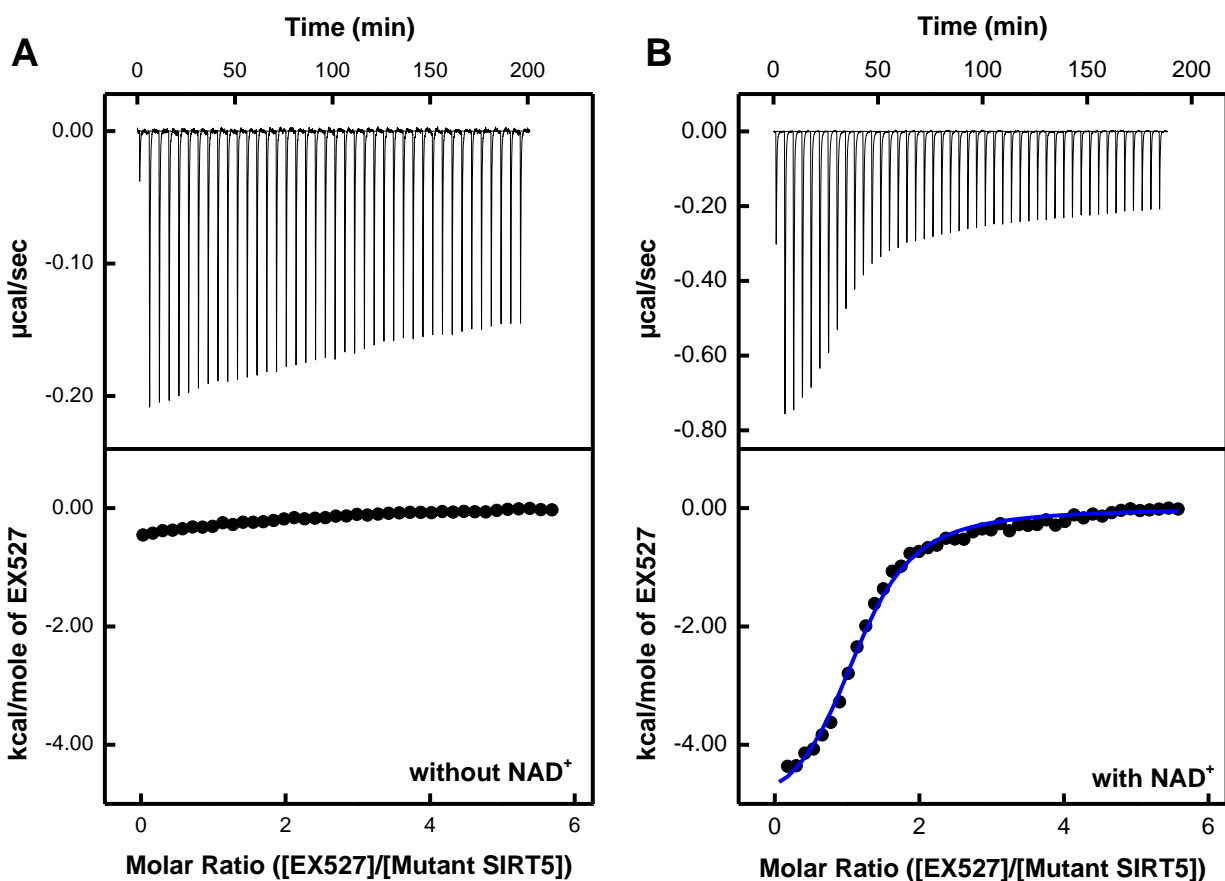 A
Time (min)
0 50 100 150 200
0.00
-0.10
-0.20
µcal/sec
0.00
-2.00
-4.00
kcal/mole of EX527
without NAD⁺
0 2 4 6
Molar Ratio ([EX527]/[Mutant SIRT5])
B
Time (min)
0 50 100 150 200
0.00
-0.20
-0.40
-0.60
-0.80
µcal/sec
0.00
-2.00
-4.00
kcal/mole of EX527
with NAD⁺
0 2 4 6
Molar Ratio ([EX527]/[Mutant SIRT5])